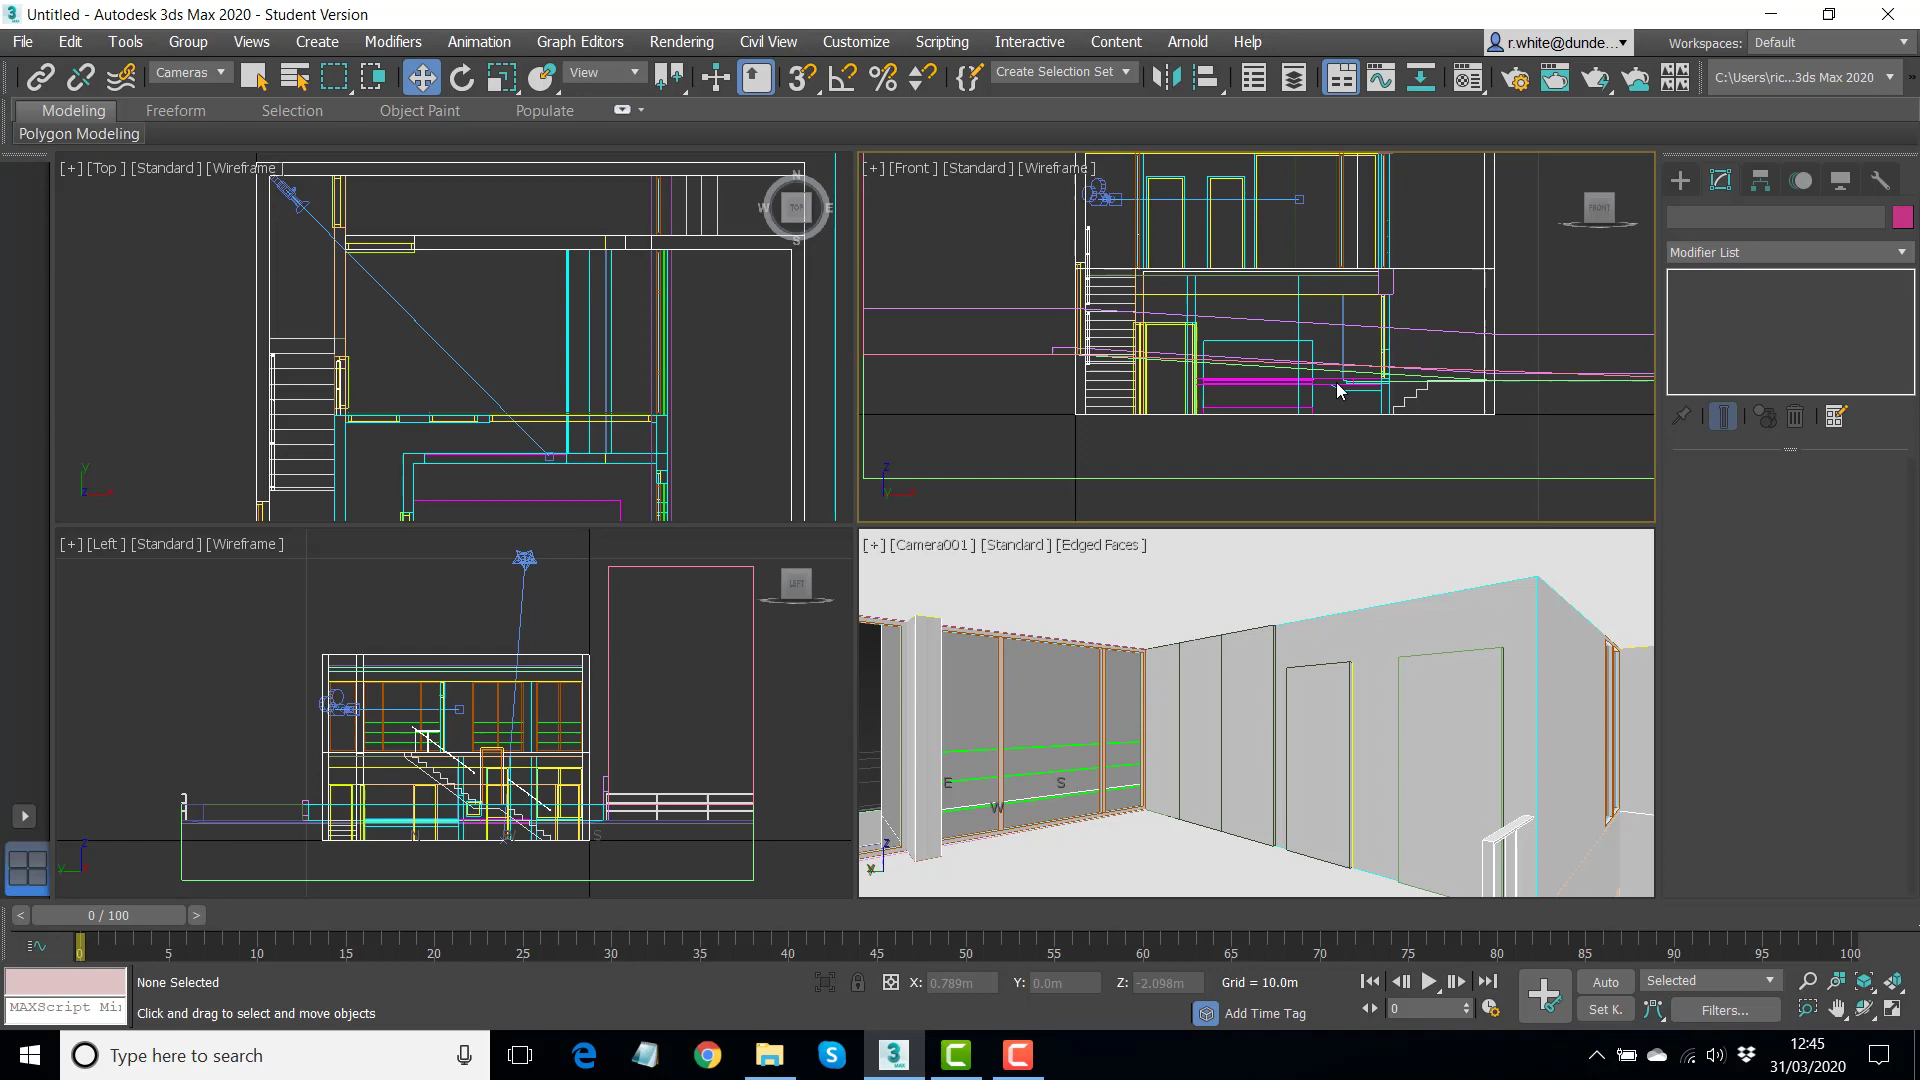 Untitled - Autodesk 3ds Max 2020 - Student Version
File Edit Tools Group Views Create Modifiers Animation Graph Editors Rendering Civil View Customize Scripting Interactive Content Arnold Help
r.white@dunde... Workspaces: Default
Cameras View Create Selection Set C:\Users\ric...3ds Max 2020
Modeling Freeform Selection Object Paint Populate
Polygon Modeling
[+] [Top ] [Standard ] [Wireframe ]
N
W TOP E
S
y
z
[+] [Front ] [Standard ] [Wireframe ]
FRONT
z
Modifier List
[+] [Left ] [Standard ] [Wireframe ]
LEFT
S
z
y
[+] [Camera001 ] [Standard ] [Edged Faces ]
E S
W
z
< 0 / 100 >
0 5 10 15 20 25 30 35 40 45 50 55 60 65 70 75 80 85 90 95 100
None Selected X: 0.789m Y: 0.0m Z: -2.098m Grid = 10.0m Auto Selected
MAXScript Mi Click and drag to select and move objects Add Time Tag 0 Set K. Filters...
Type here to search
3 MAX
12:45
31/03/2020